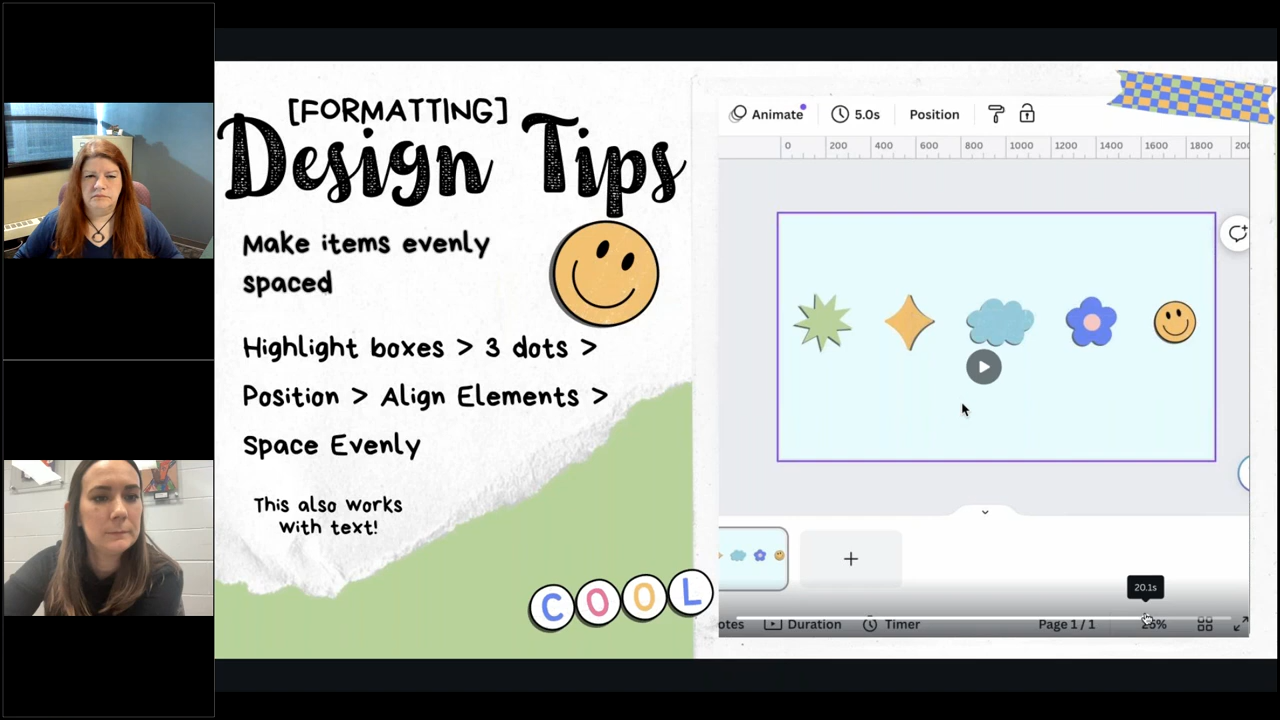 [FORMATTING]
Design Tips
Make items evenly
spaced
Highlight boxes > 3 dots >
Position > Align Elements >
Space Evenly
This also works
with text!
COOL
Animate 5.0s Position
0 200 400 600 800 1000 1200 1400 1600 1800 200
+
20.1s
otes Duration Timer Page 1 / 1